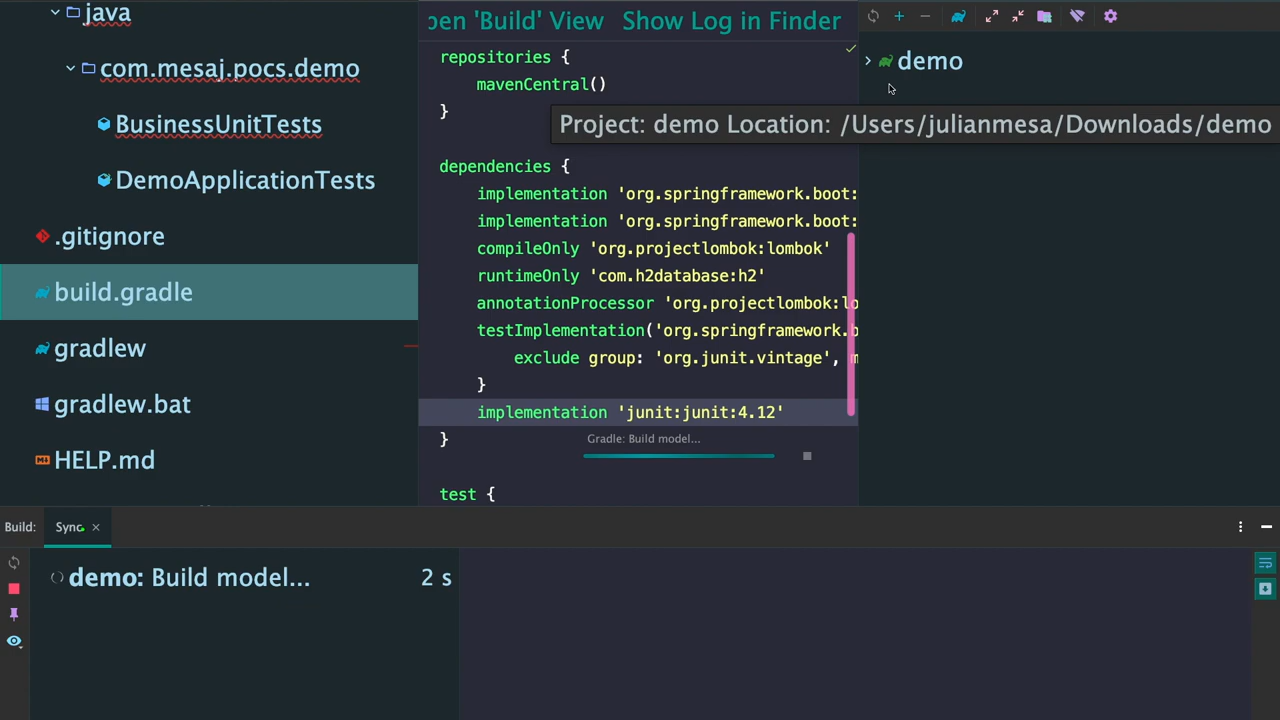 java
com.mesaj.pocs.demo
BusinessUnitTests
DemoApplicationTests
.gitignore
build.gradle
gradlew
gradlew.bat
HELP.md
pen 'Build' View Show Log in Finder
repositories {
mavenCentral()
}
dependencies {
implementation 'org.springframework.boot:
implementation 'org.springframework.boot:
compileOnly 'org.projectlombok:lombok'
runtimeOnly 'com.h2database:h2'
annotationProcessor 'org.projectlombok:lo
testImplementation('org.springframework.b
exclude group: 'org.junit.vintage', m
}
implementation 'junit:junit:4.12'
}
Gradle: Build model...
test {
demo
Project: demo Location: /Users/julianmesa/Downloads/demo
Build: Sync
demo: Build model... 2 s